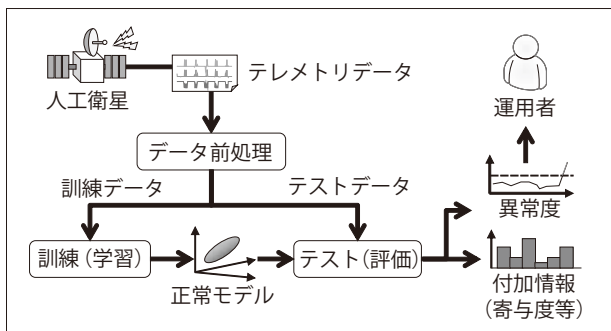 テレメトリデータ
人工衛星
運用者
データ前処理
訓練データ
テストデータ
異常度
訓練(学習)
正常モデル
テスト(評価)
付加情報
(寄与度等)